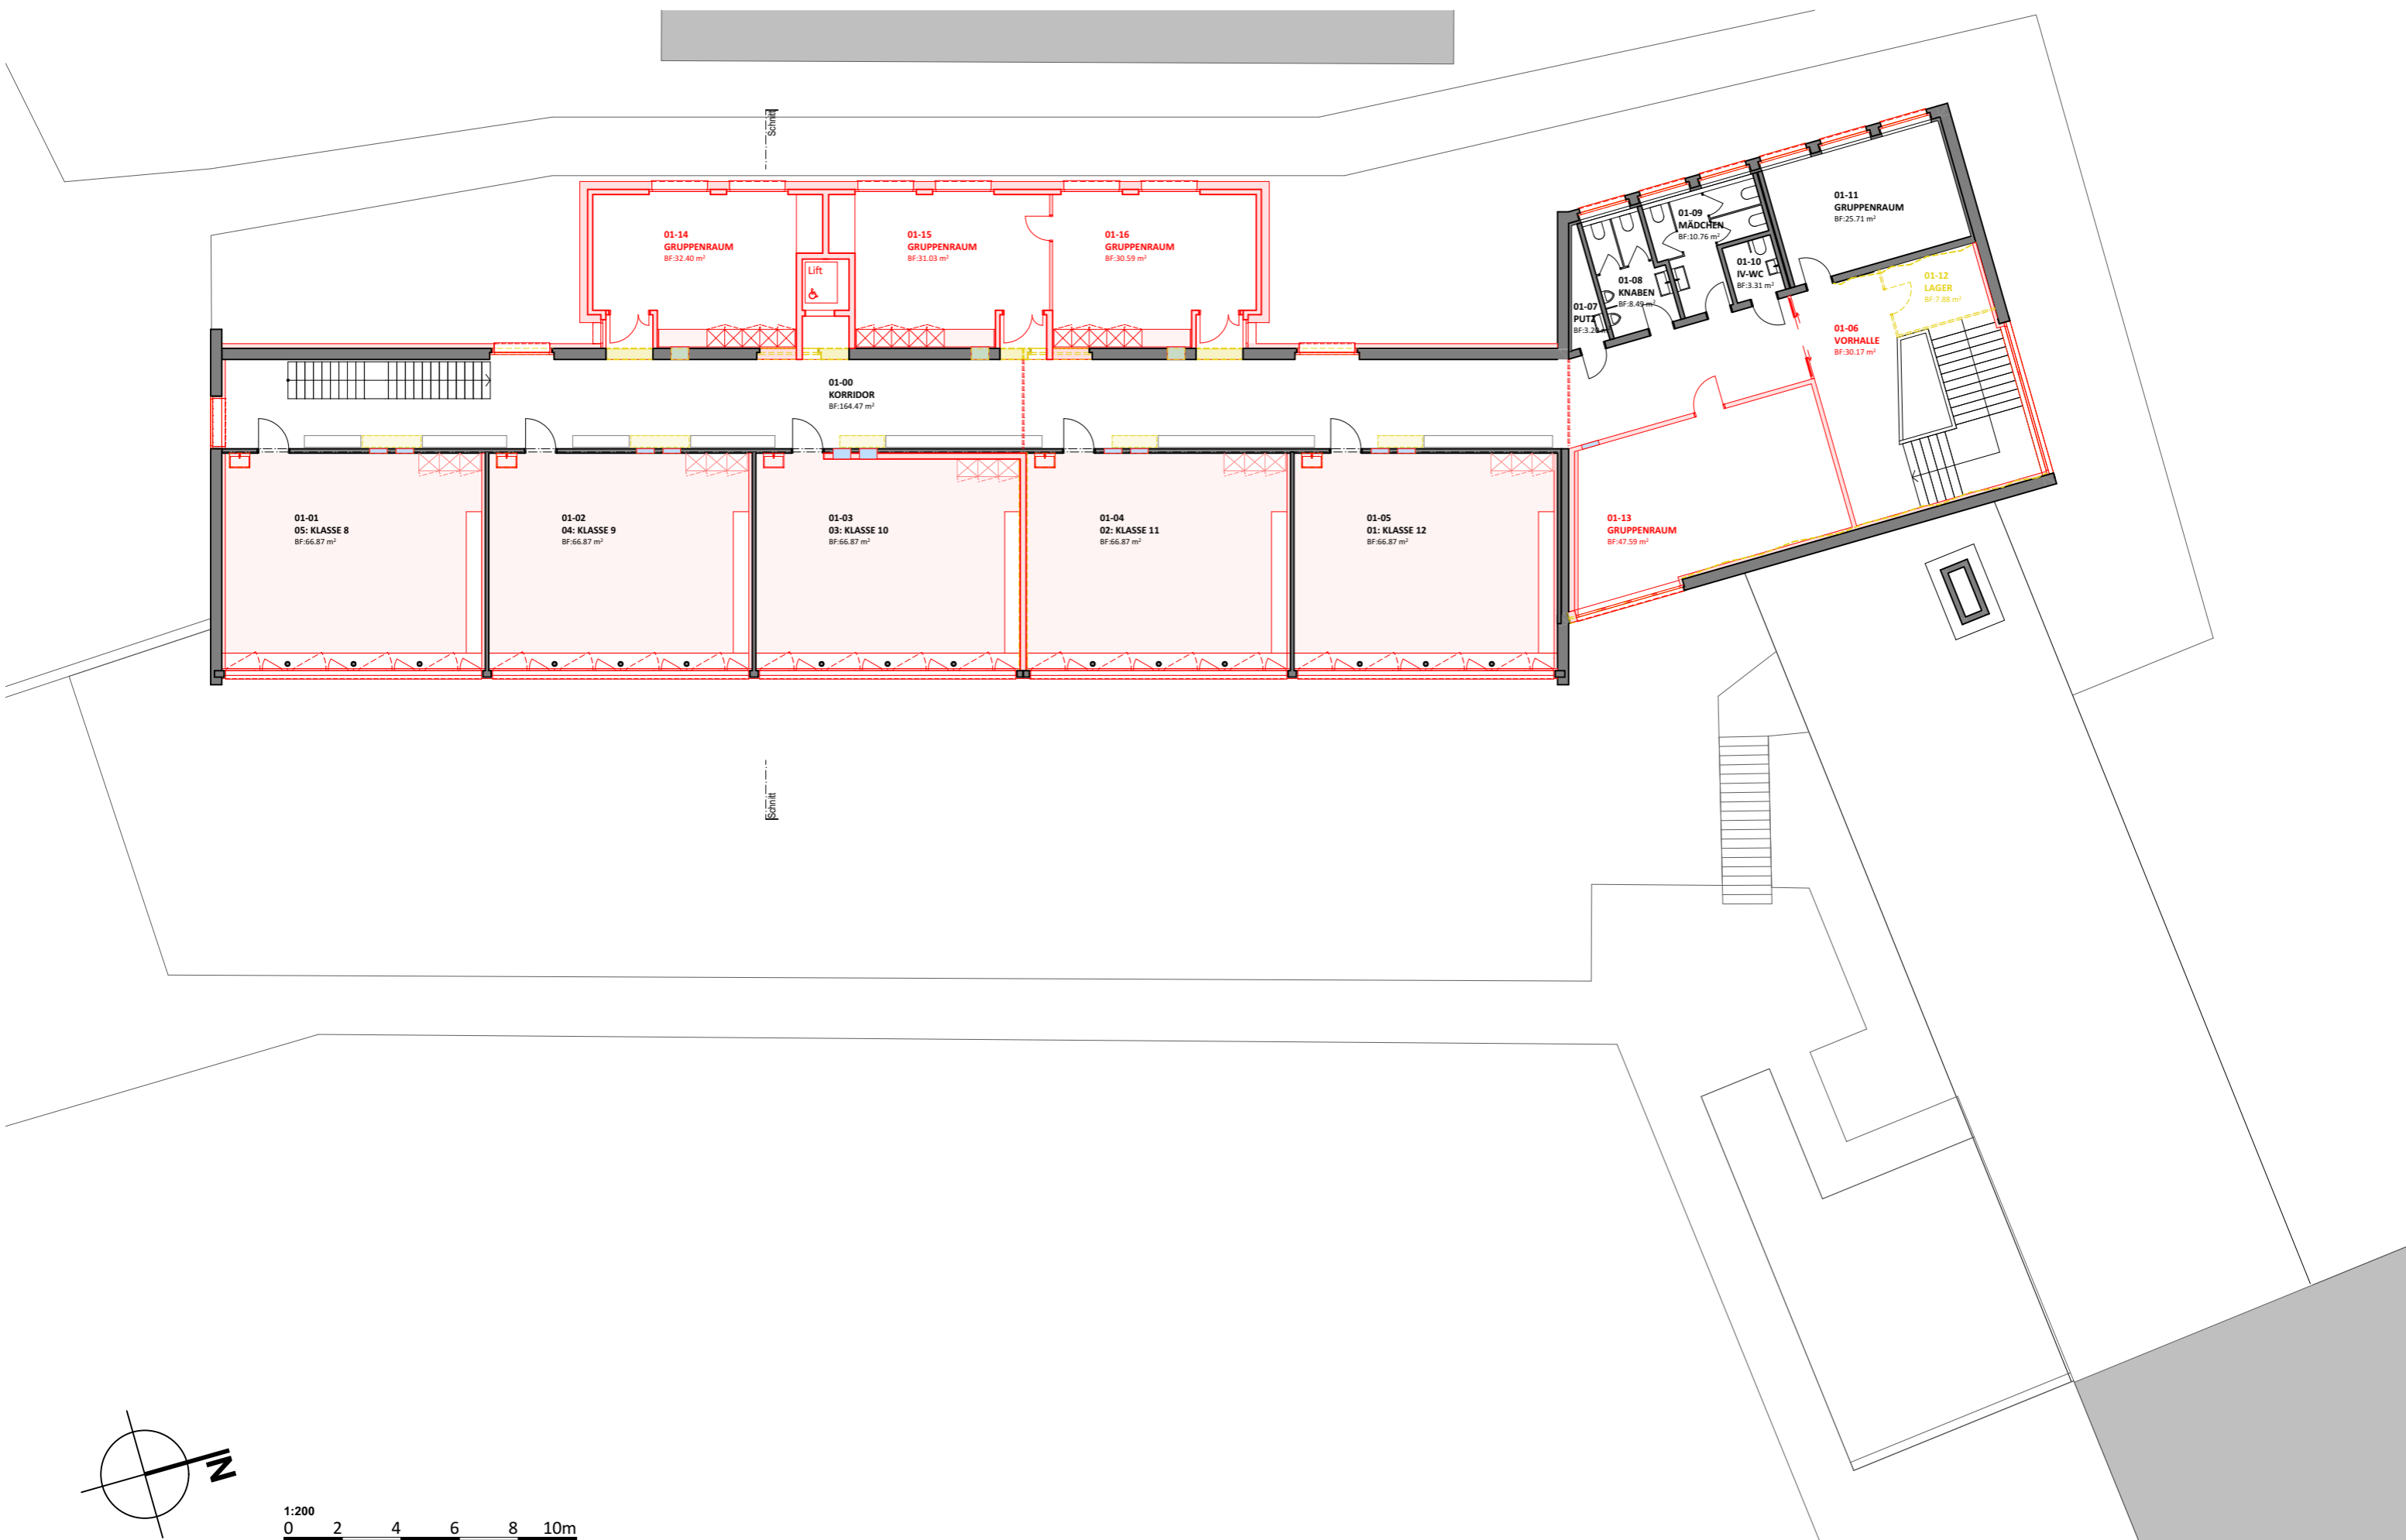 Schnitt
01-14
GRUPPENRAUM
BF:32.40 m²
01-15
GRUPPENRAUM
BF:31.03 m²
01-16
GRUPPENRAUM
BF:30.59 m²
Lift
01-11
GRUPPENRAUM
BF:25.71 m²
01-09
MÄDCHEN
BF:10.76 m²
01-10
IV-WC
BF:3.31 m²
01-08
KNABEN
BF:8.49 m²
01-07
PUTZ
01-12
LAGER
BF:7.88 m²
01-06
VORHALLE
BF:30.17 m²
01-00
KORRIDOR
BF:164.47 m²
01-01
05: KLASSE 8
BF:66.87 m²
01-02
04: KLASSE 9
BF:66.87 m²
01-03
03: KLASSE 10
BF:66.87 m²
01-04
02: KLASSE 11
BF:66.87 m²
01-05
01: KLASSE 12
BF:66.87 m²
01-13
GRUPPENRAUM
BF:47.59 m²
Schnitt
N
1:200
0 2 4 6 8 10m